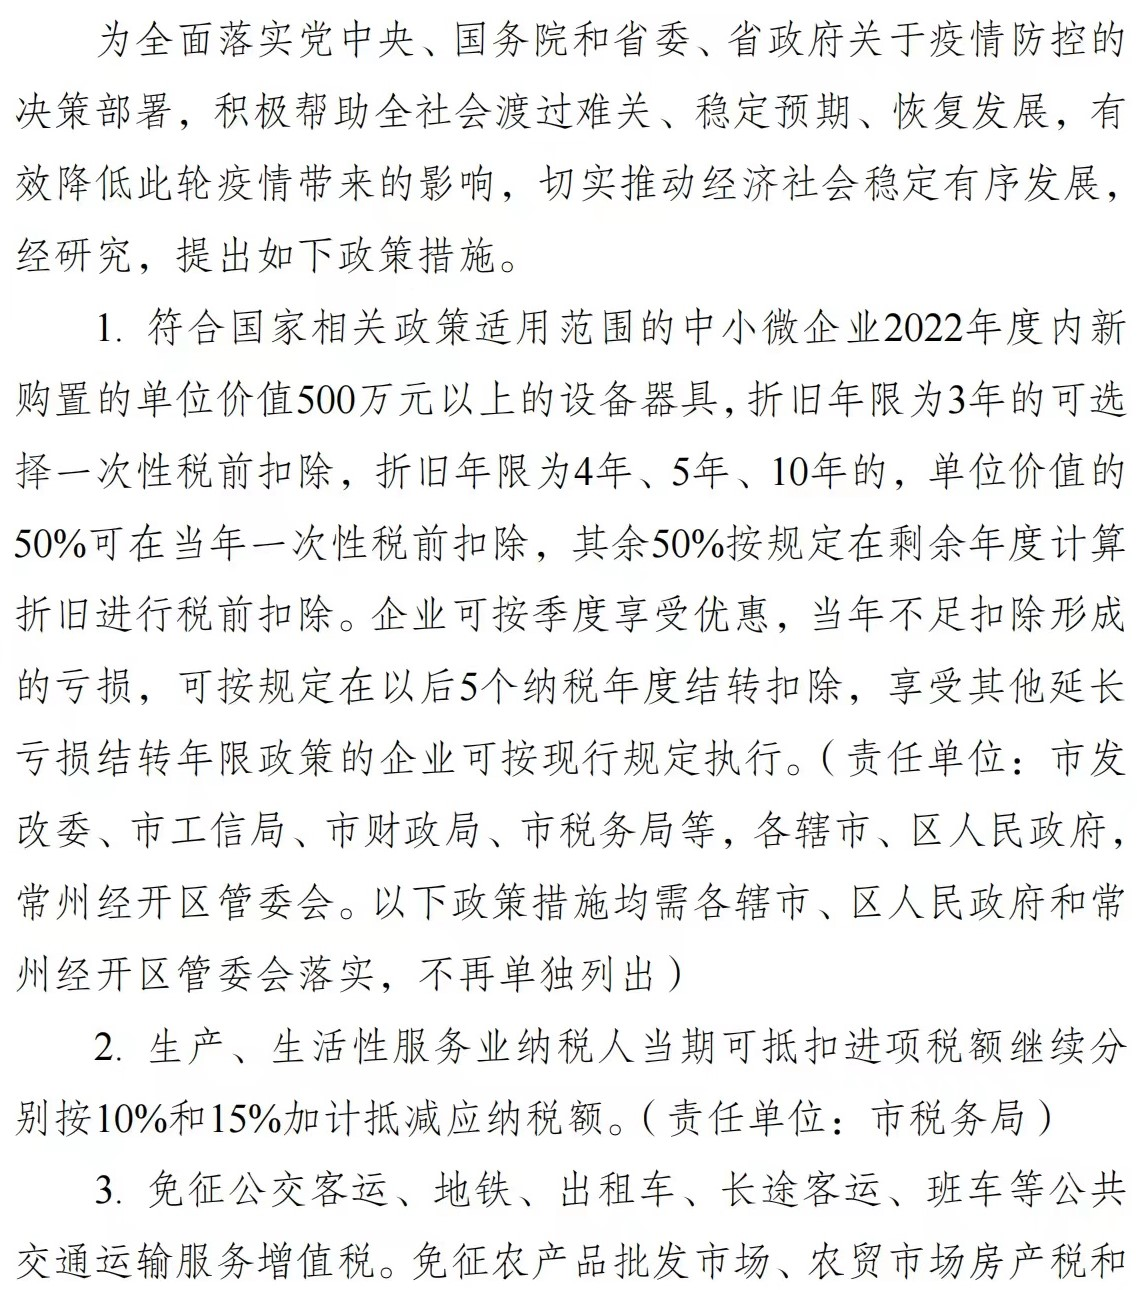 为全面落实党中央、国务院和省委、省政府关于疫情防控的
决策部署，积极帮助全社会渡过难关、稳定预期、恢复发展，有
效降低此轮疫情带来的影响，切实推动经济社会稳定有序发展，
经研究，提出如下政策措施。
1. 符合国家相关政策适用范围的中小微企业2022年度内新
购置的单位价值500万元以上的设备器具，折旧年限为3年的可选
择一次性税前扣除，折旧年限为4年、5年、10年的，单位价值的
50%可在当年一次性税前扣除，其余50%按规定在剩余年度计算
折旧进行税前扣除。企业可按季度享受优惠，当年不足扣除形成
的亏损，可按规定在以后5个纳税年度结转扣除，享受其他延长
亏损结转年限政策的企业可按现行规定执行。（责任单位：市发
改委、市工信局、市财政局、市税务局等，各辖市、区人民政府，
常州经开区管委会。以下政策措施均需各辖市、区人民政府和常
州经开区管委会落实，不再单独列出）
2. 生产、生活性服务业纳税人当期可抵扣进项税额继续分
别按10%和15%加计抵减应纳税额。（责任单位：市税务局）
3. 免征公交客运、地铁、出租车、长途客运、班车等公共
交通运输服务增值税。免征农产品批发市场、农贸市场房产税和